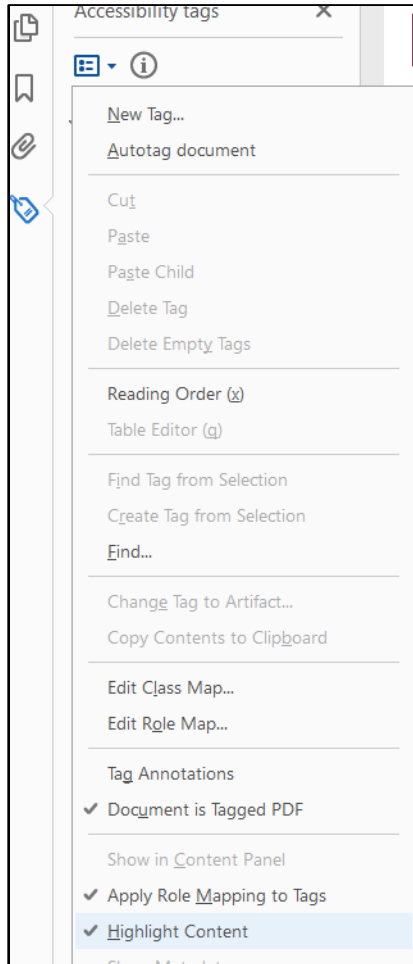 Accessibility tags
New Tag...
Autotag document
Cut
Paste
Paste Child
Delete Tag
Delete Empty Tags
Reading Order (x)
Table Editor (q)
Find Tag from Selection
Create Tag from Selection
Find...
Change Tag to Artifact...
Copy Contents to Clipboard
Edit Class Map...
Edit Role Map...
Tag Annotations
Document is Tagged PDF
Show in Content Panel
Apply Role Mapping to Tags
Highlight Content